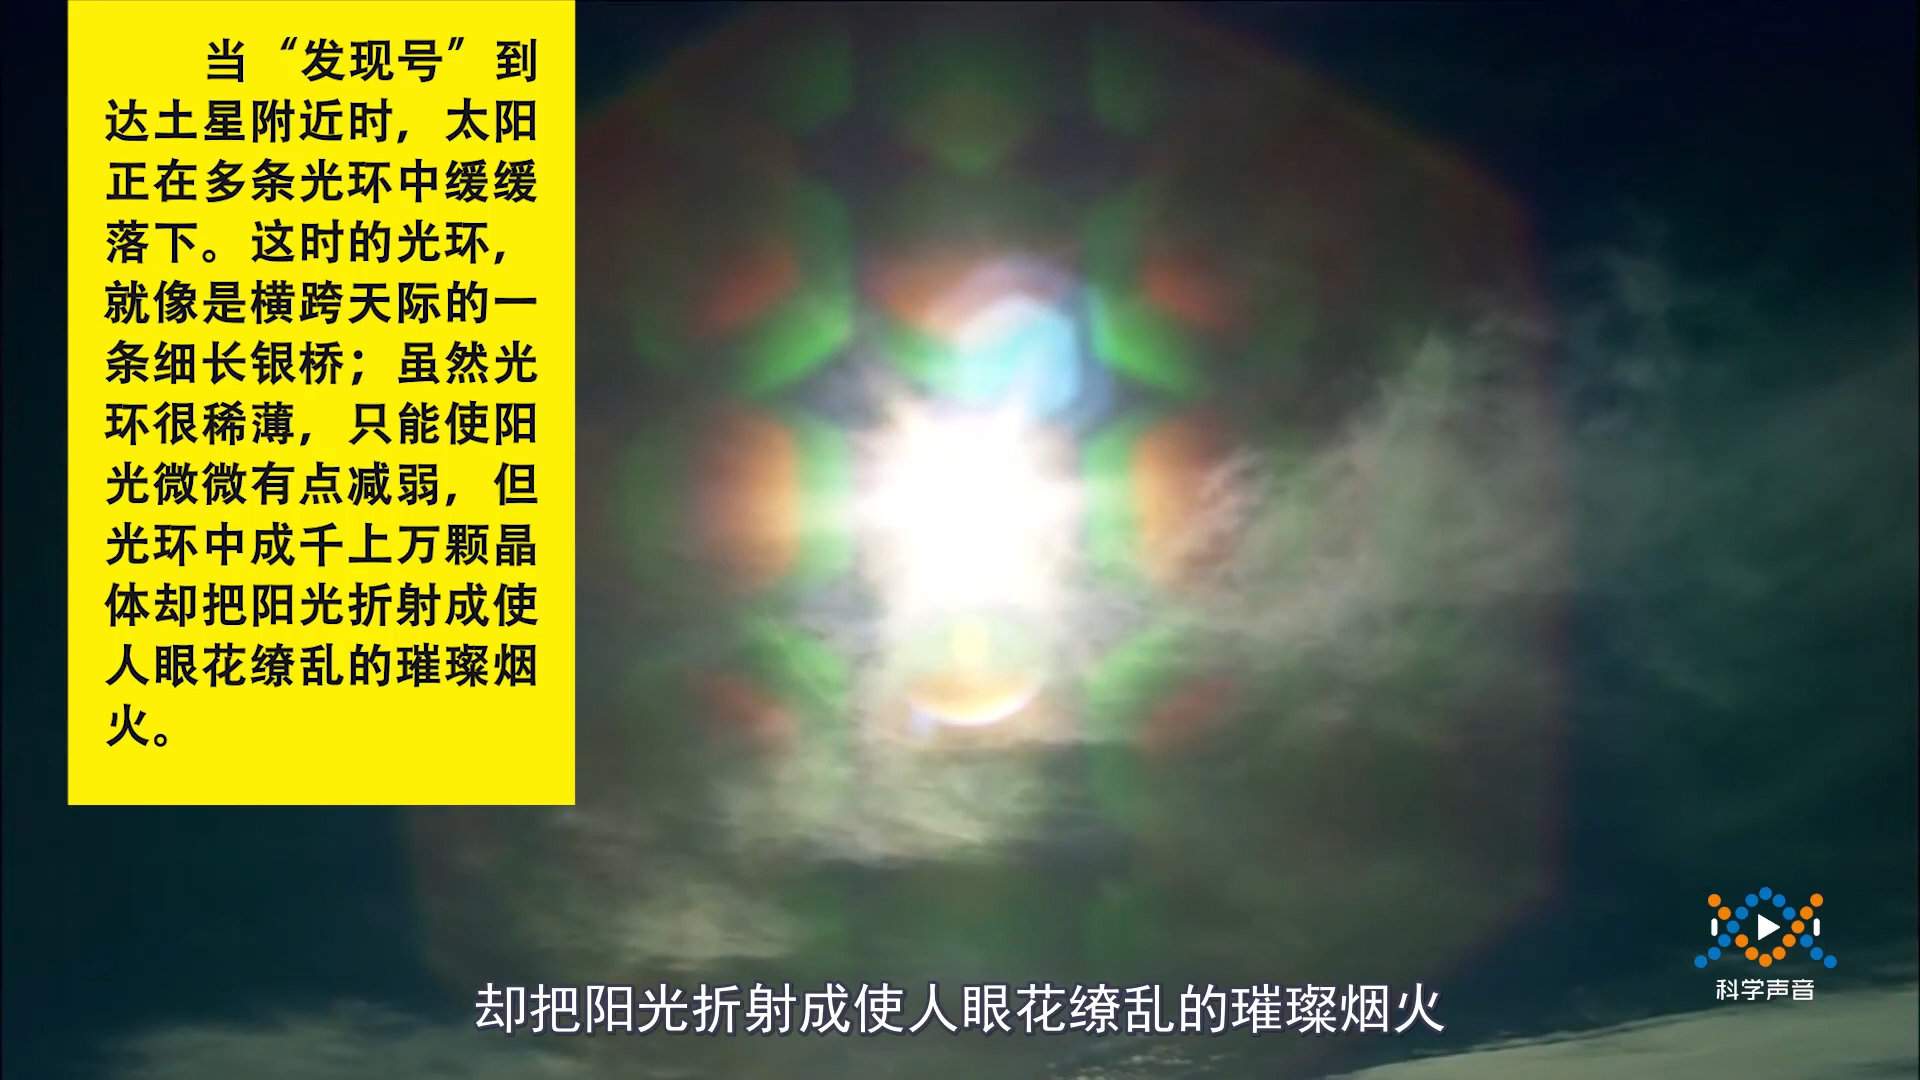 当“发现号”到
达土星附近时，太阳
正在多条光环中缓缓
落下。这时的光环，
就像是横跨天际的一
条细长银桥；虽然光
环很稀薄，只能使阳
光微微有点减弱，但
光环中成千上万颗晶
体却把阳光折射成使
人眼花缭乱的璀璨烟
火。
科学声音
却把阳光折射成使人眼花缭乱的璀璨烟火